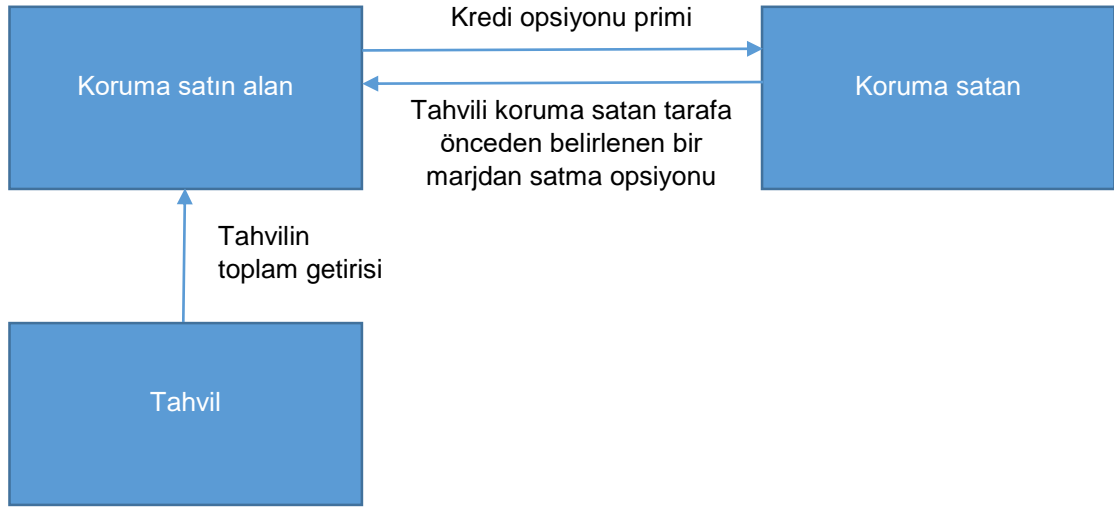 Kredi opsiyonu primi
Koruma satın alan
Koruma satan
Tahvili koruma satan tarafa
önceden belirlenen bir
marjdan satma opsiyonu
Tahvilin
toplam getirisi
Tahvil